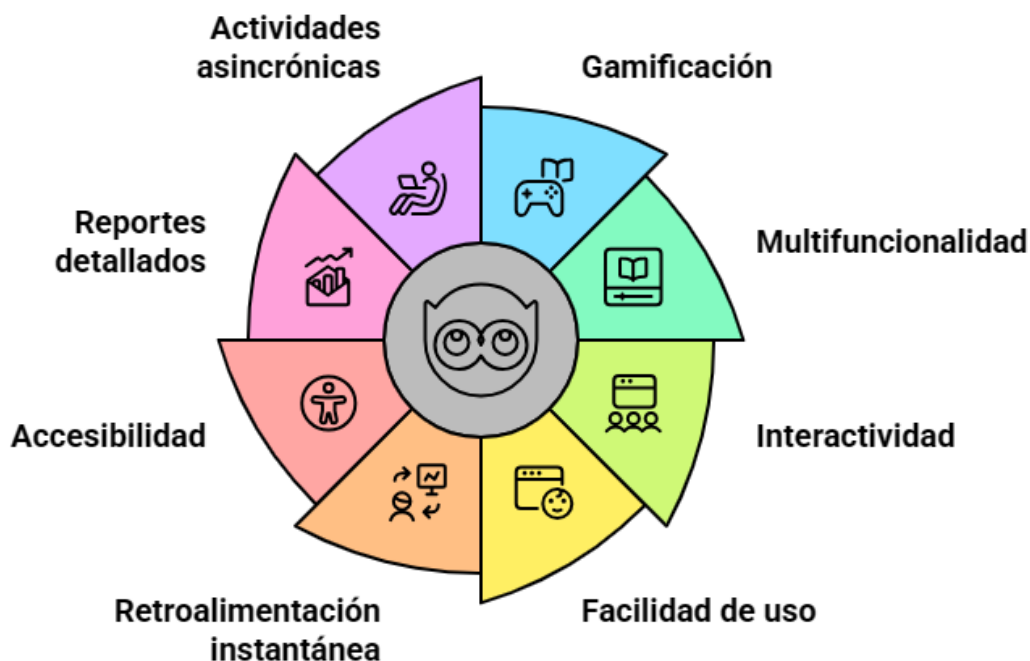 Actividades
asincrónicas
Gamificación
Reportes
detallados
Multifuncionalidad
Accesibilidad
Interactividad
Retroalimentación
instantánea
Facilidad de uso